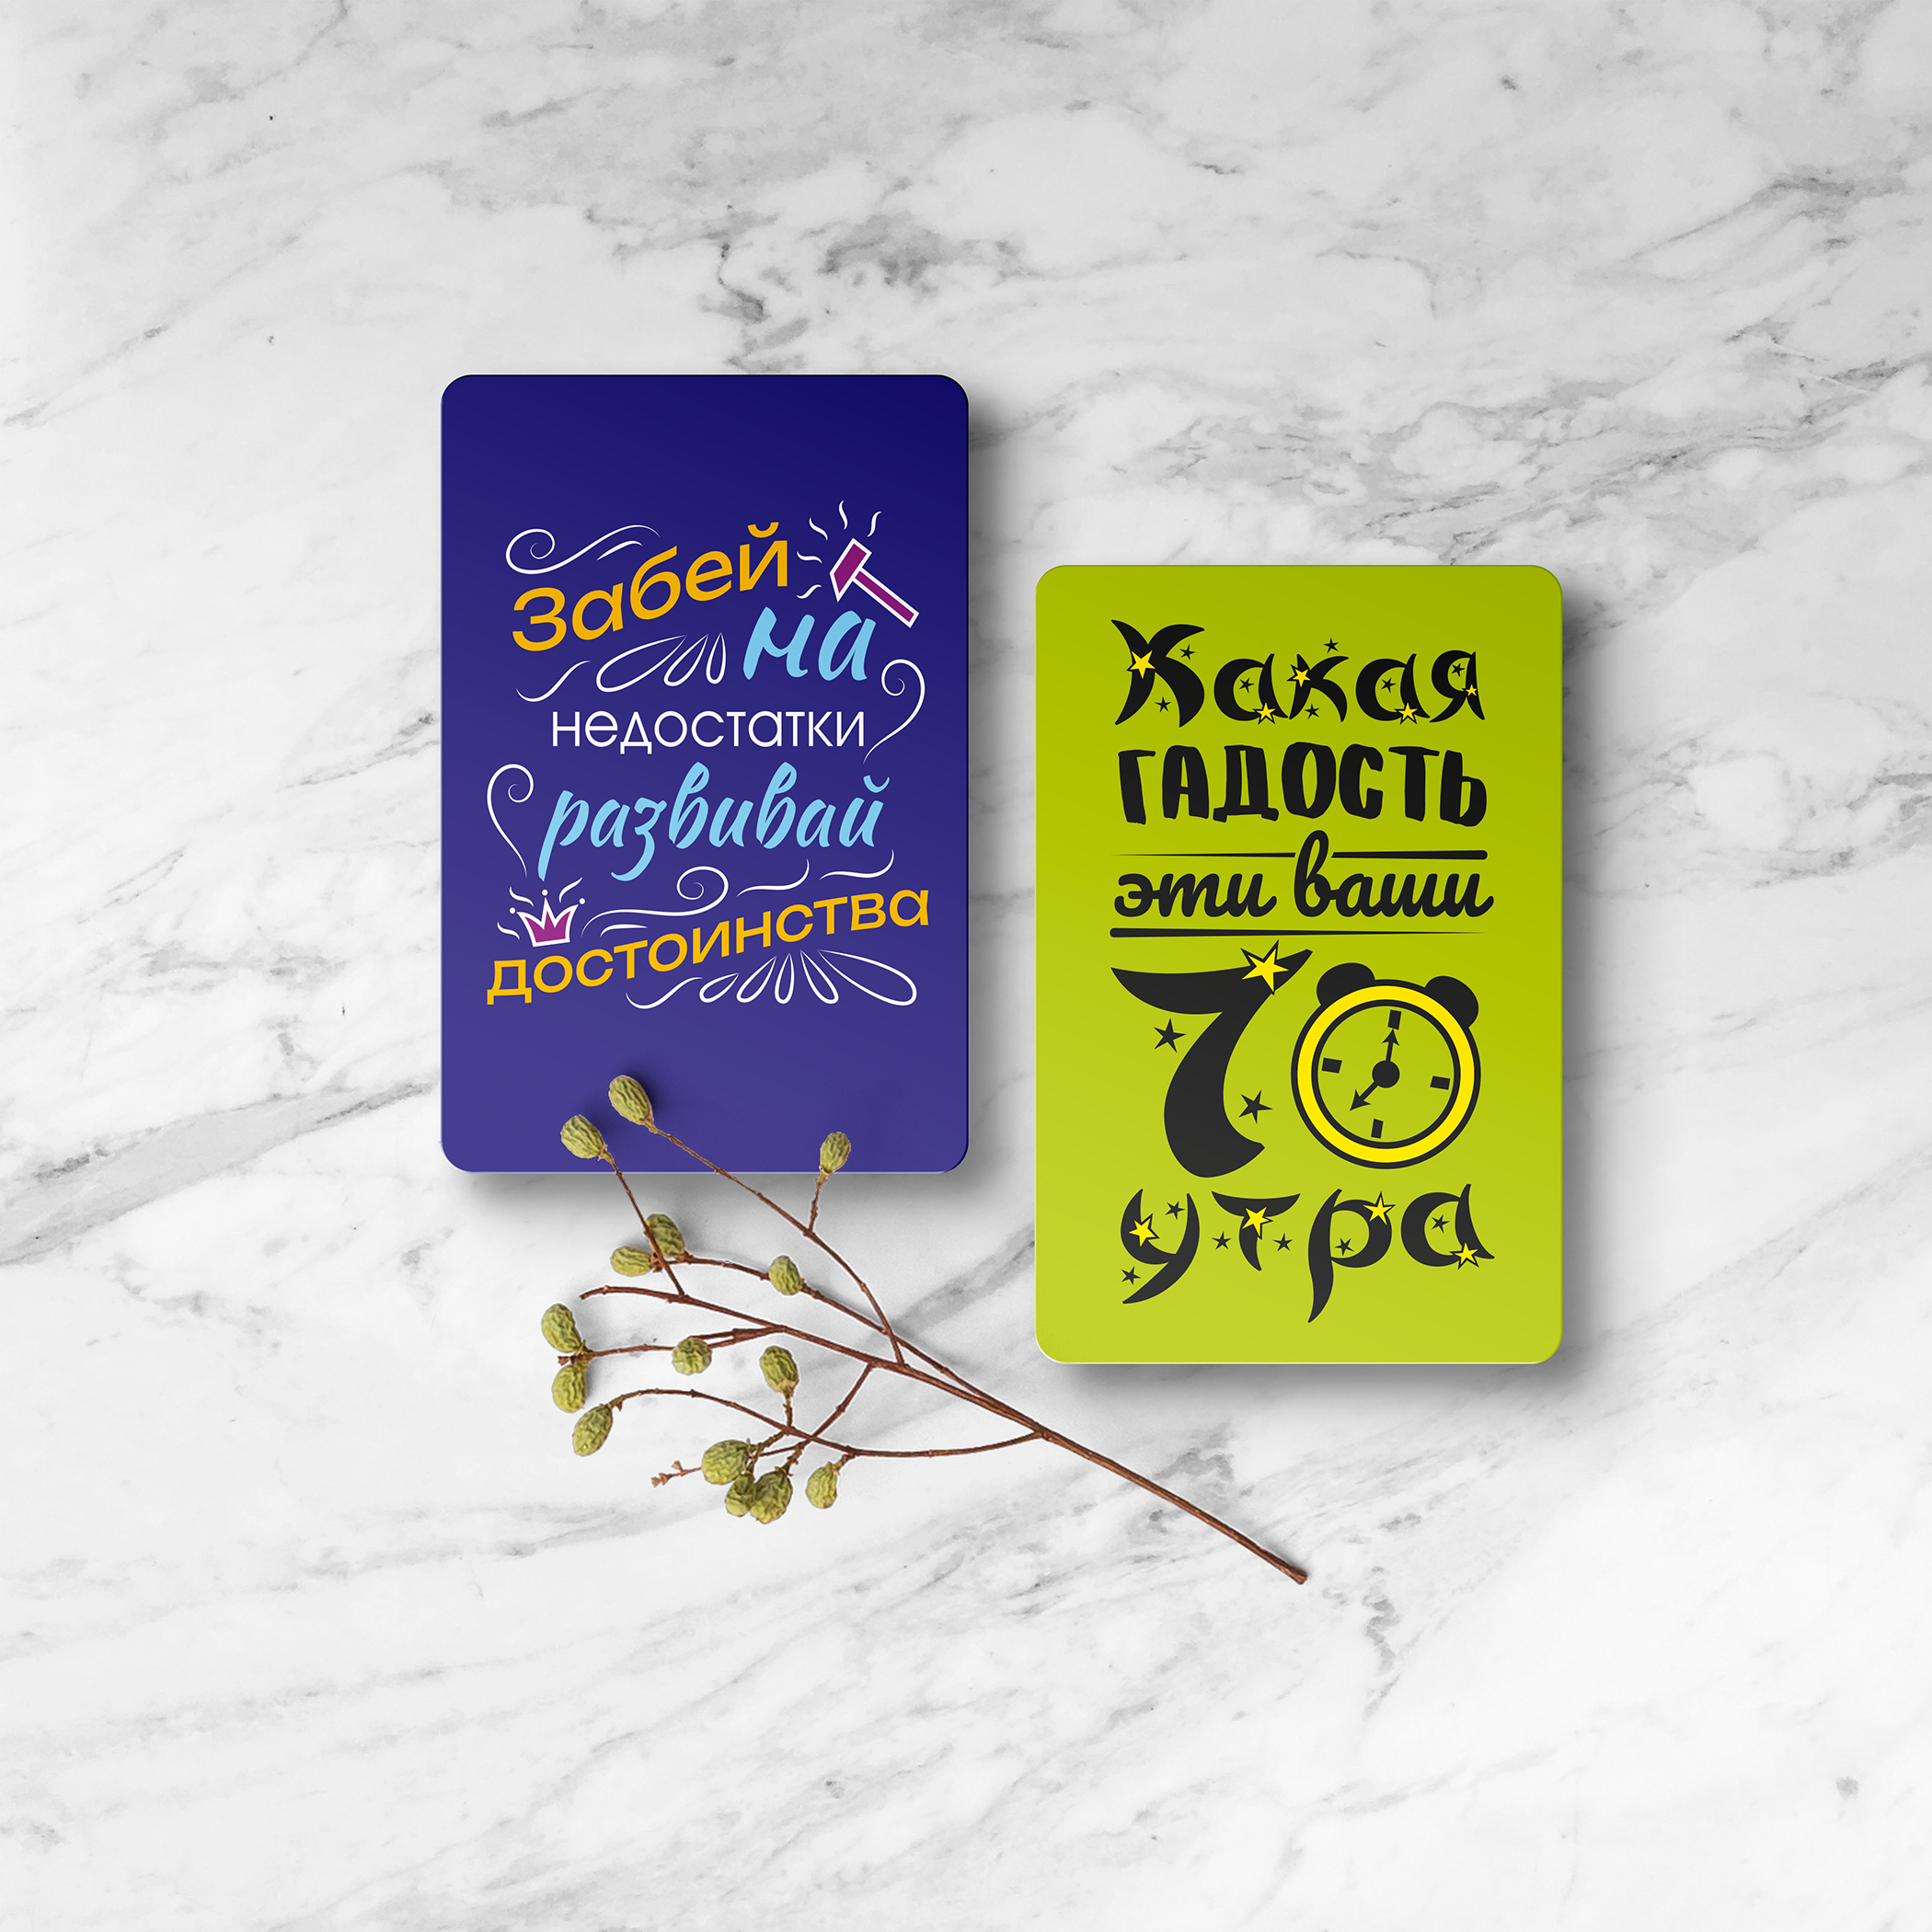 Забей
на
недостатки
развивай
достоинства
Какая
ГАДОСТЬ
эти ваши
7
утра